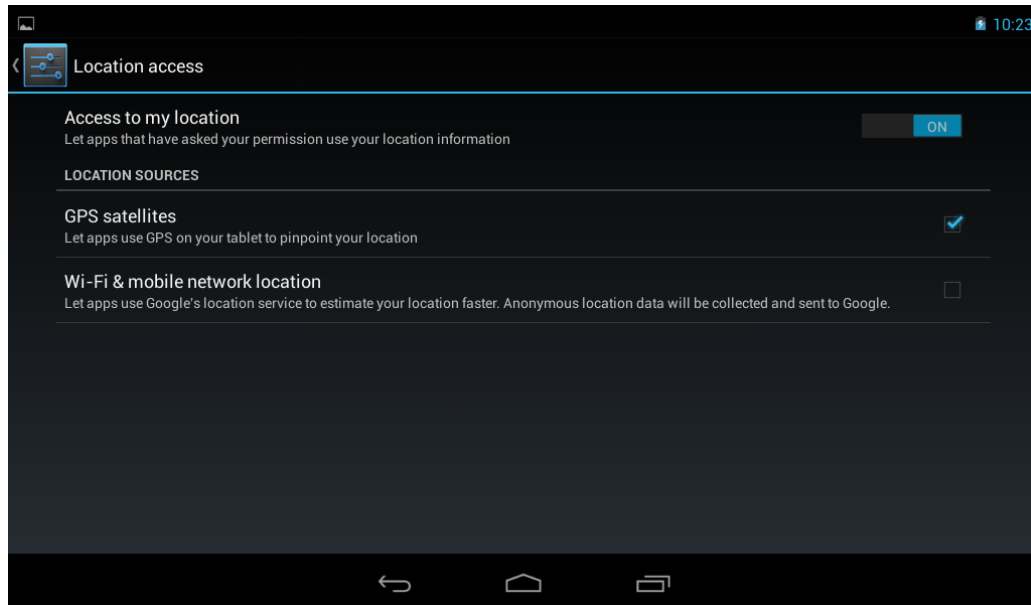 10:23
Location access
Access to my location
Let apps that have asked your permission use your location information
ON
LOCATION SOURCES
GPS satellites
Let apps use GPS on your tablet to pinpoint your location
Wi-Fi & mobile network location
Let apps use Google's location service to estimate your location faster. Anonymous location data will be collected and sent to Google.